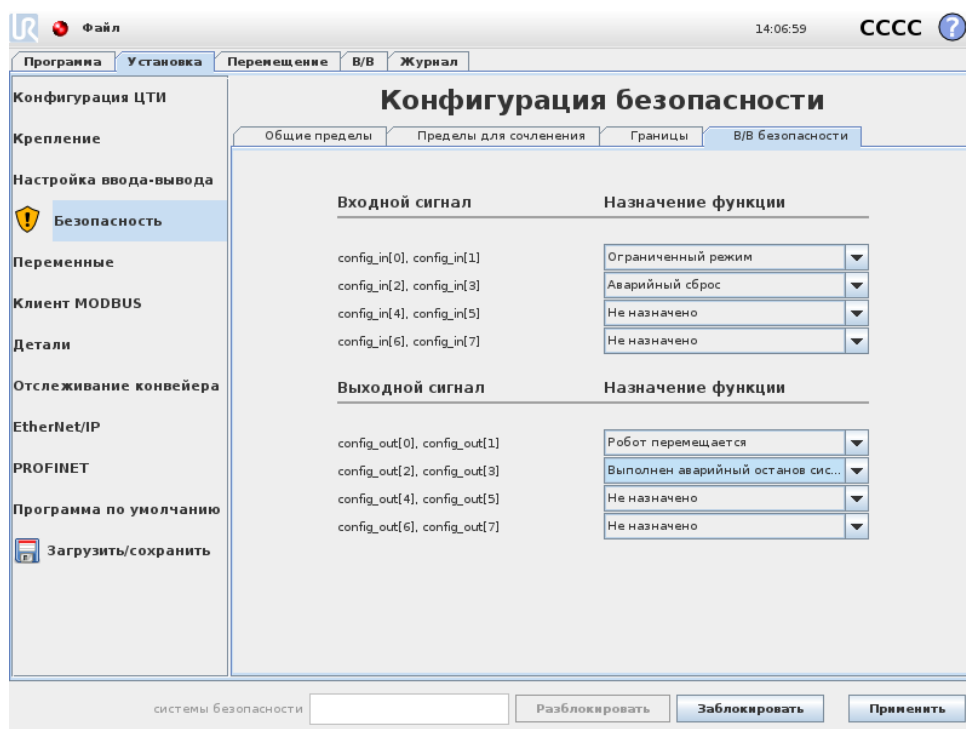 UR Файл 14:06:59 CCCC ?
Программа Установка Перемещение В/В Журнал
Конфигурация ЦТИ
Крепление
Настройка ввода-вывода
Безопасность
Переменные
Клиент MODBUS
Детали
Отслеживание конвейера
EtherNet/IP
PROFINET
Программа по умолчанию
Загрузить/сохранить
Конфигурация безопасности
Общие пределы Пределы для сочленения Границы В/В безопасности
Входной сигнал Назначение функции
config_in[0], config_in[1] Ограниченный режим
config_in[2], config_in[3] Аварийный сброс
config_in[4], config_in[5] Не назначено
config_in[6], config_in[7] Не назначено
Выходной сигнал Назначение функции
config_out[0], config_out[1] Робот перемещается
config_out[2], config_out[3] Выполнен аварийный останов сис...
config_out[4], config_out[5] Не назначено
config_out[6], config_out[7] Не назначено
системы безопасности Разблокировать Заблокировать Применить